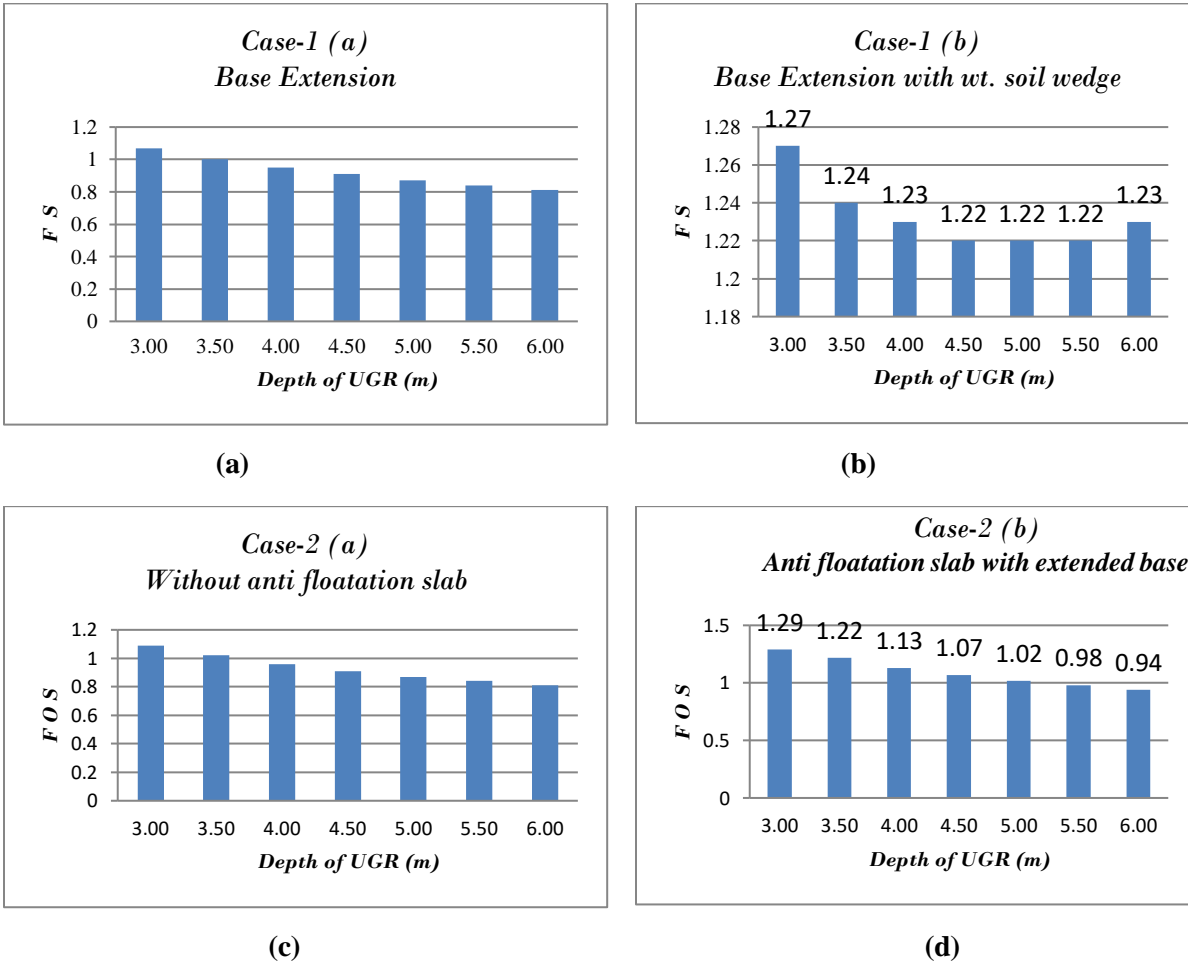 Case-1 (a)
Base Extension
1.2
1
0.8
0.6
0.4
0.2
0
F S
3.00 3.50 4.00 4.50 5.00 5.50 6.00
Depth of UGR (m)
(a)
Case-1 (b)
Base Extension with wt. soil wedge
1.28
1.26
1.24
1.22
1.2
1.18
F S
1.27 1.24 1.23 1.22 1.22 1.22 1.23
3.00 3.50 4.00 4.50 5.00 5.50 6.00
Depth of UGR (m)
(b)
Case-2 (a)
Without anti floatation slab
1.2
1
0.8
0.6
0.4
0.2
0
F O S
3.00 3.50 4.00 4.50 5.00 5.50 6.00
Depth of UGR (m)
(c)
Case-2 (b)
Anti floatation slab with extended base
1.5
1
0.5
0
F O S
1.29 1.22 1.13 1.07 1.02 0.98 0.94
3.00 3.50 4.00 4.50 5.00 5.50 6.00
Depth of UGR (m)
(d)